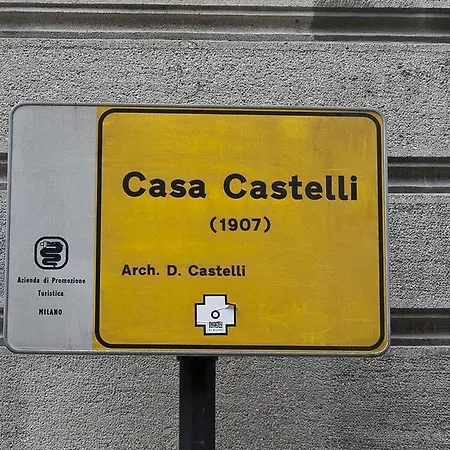 Casa Castelli
(1907)
Arch. D. Castelli
Azienda di Promozione
Turistica
MILANO